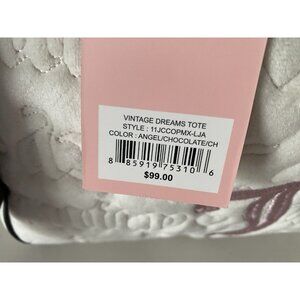 VINTAGE DREAMS TOTE
STYLE : 11JCCOPMX-LJA
COLOR : ANGEL/CHOCOLATE/CH
8 85919 75310 6
$99.00